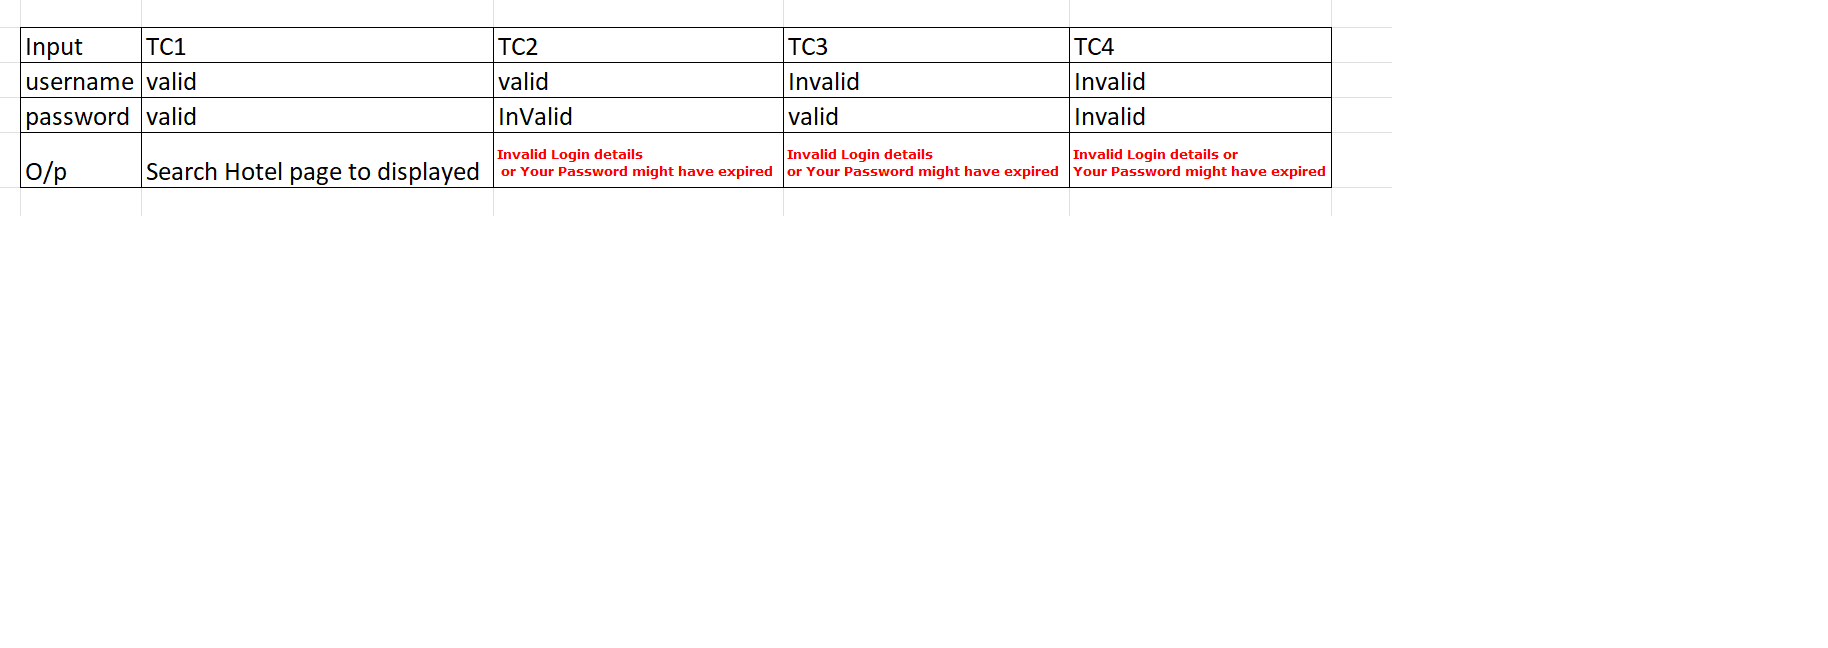 Input TC1 TC2 TC3 TC4
username valid valid Invalid Invalid
password valid InValid valid Invalid
O/p Search Hotel page to displayed Invalid Login details or Your Password might have expired Invalid Login details or Your Password might have expired Invalid Login details or Your Password might have expired